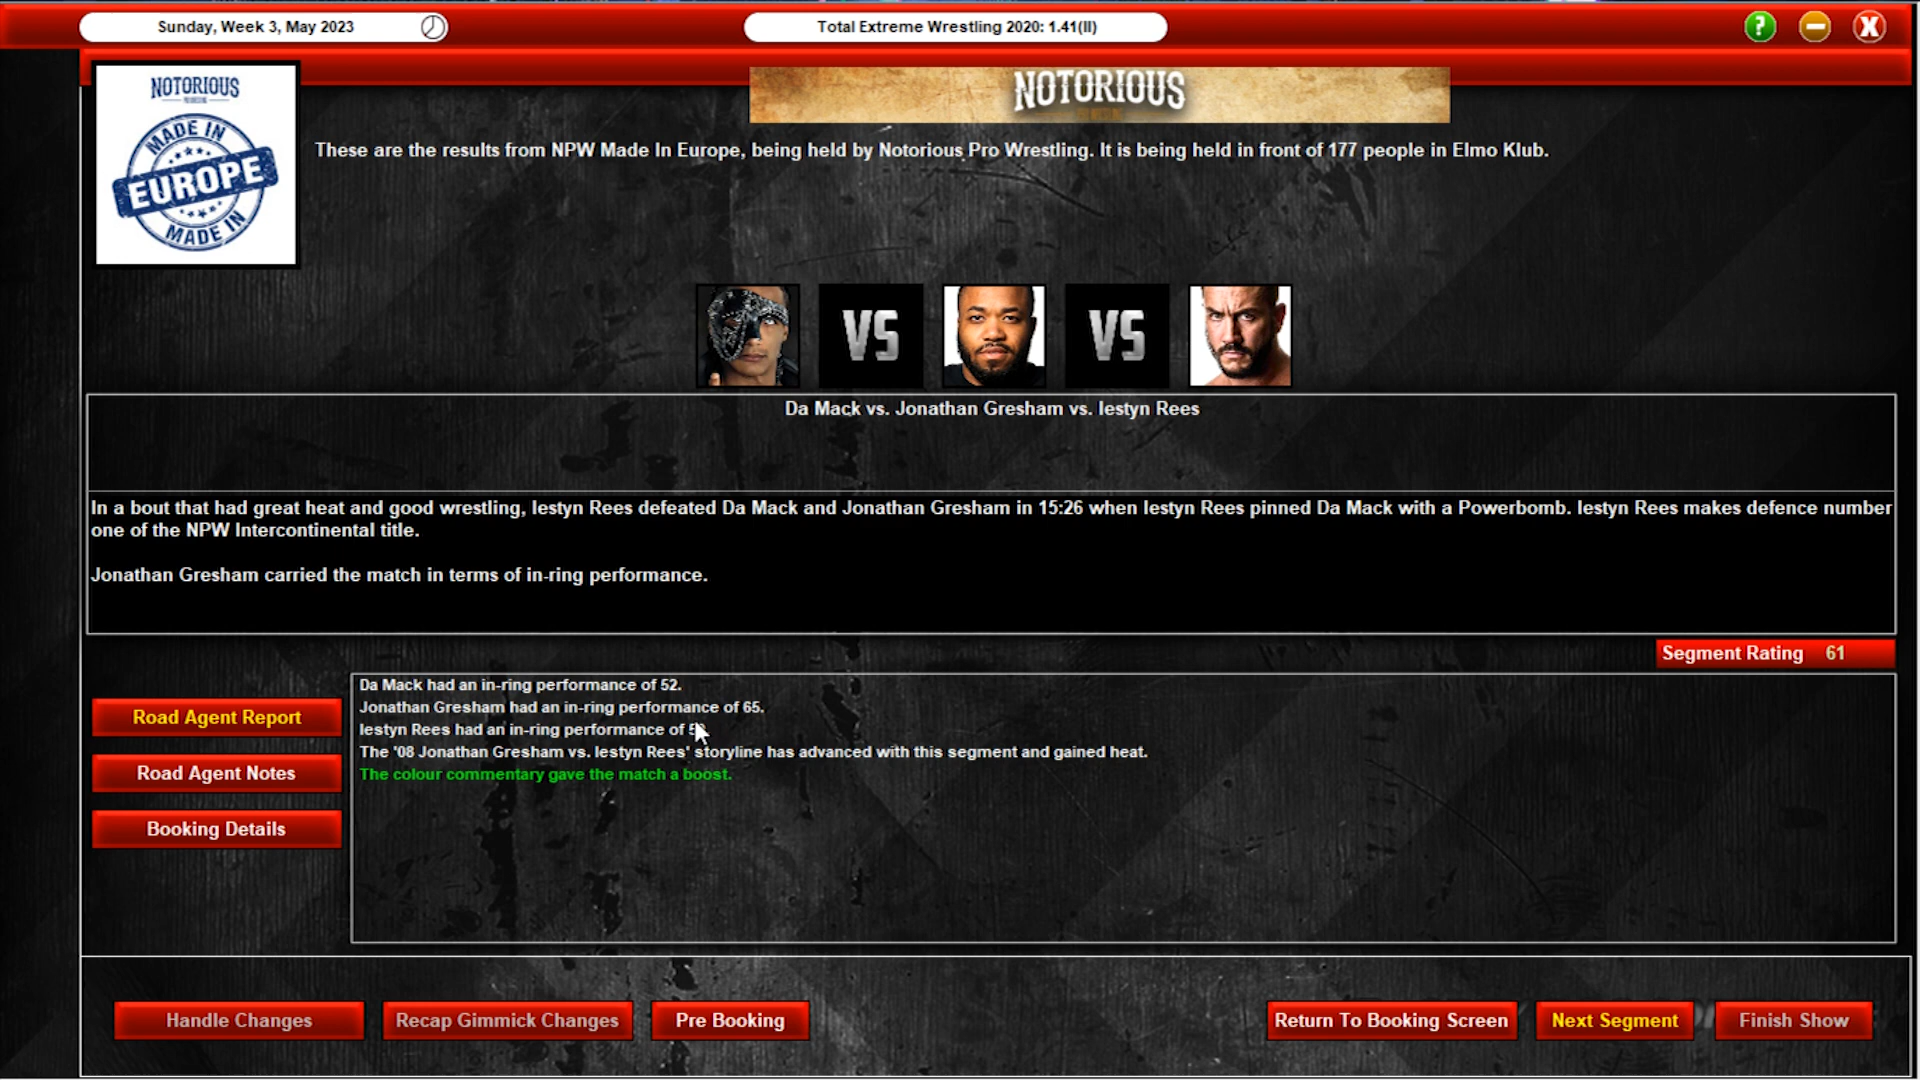 Sunday, Week 3, May 2023
Total Extreme Wrestling 2020: 1.41(II)
NOTORIOUS
MADE IN
EUROPE
MADE IN
NOTORIOUS
These are the results from NPW Made In Europe, being held by Notorious Pro Wrestling. It is being held in front of 177 people in Elmo Klub.
VS
VS
Da Mack vs. Jonathan Gresham vs. Iestyn Rees
In a bout that had great heat and good wrestling, Iestyn Rees defeated Da Mack and Jonathan Gresham in 15:26 when Iestyn Rees pinned Da Mack with a Powerbomb. Iestyn Rees makes defence number
one of the NPW Intercontinental title.
Jonathan Gresham carried the match in terms of in-ring performance.
Segment Rating 61
Road Agent Report
Road Agent Notes
Booking Details
Da Mack had an in-ring performance of 52.
Jonathan Gresham had an in-ring performance of 65.
Iestyn Rees had an in-ring performance of
The '08 Jonathan Gresham vs. Iestyn Rees' storyline has advanced with this segment and gained heat.
The colour commentary gave the match a boost.
Handle Changes
Recap Gimmick Changes
Pre Booking
Return To Booking Screen
Next Segment
Finish Show